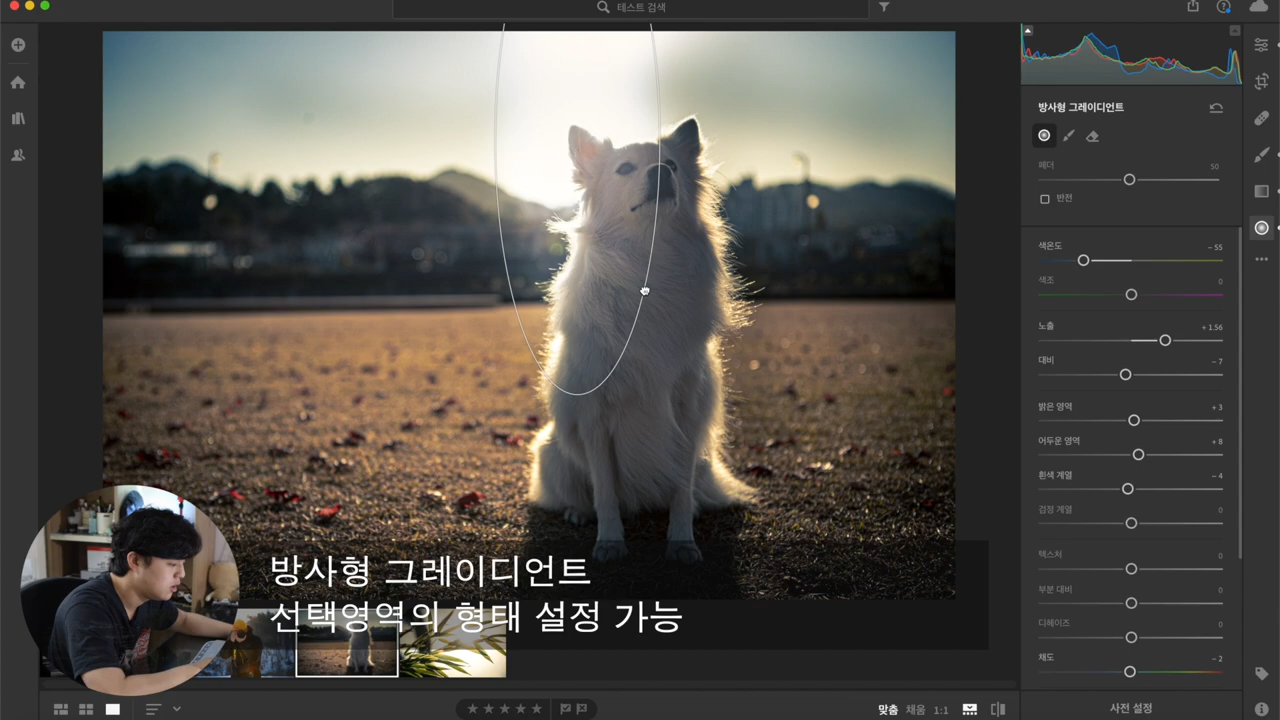 테스트 검색
방사형 그레이디언트
페더 50
반전
색온도 – 55
색조 0
노출 + 1.56
대비 – 7
밝은 영역 + 3
어두운 영역 + 8
흰색 계열 – 4
검정 계열 0
텍스처 0
부분 대비 0
디헤이즈 0
채도 – 2
방사형 그레이디언트
선택영역의 형태 설정 가능
맞춤 채움 1:1
사전 설정